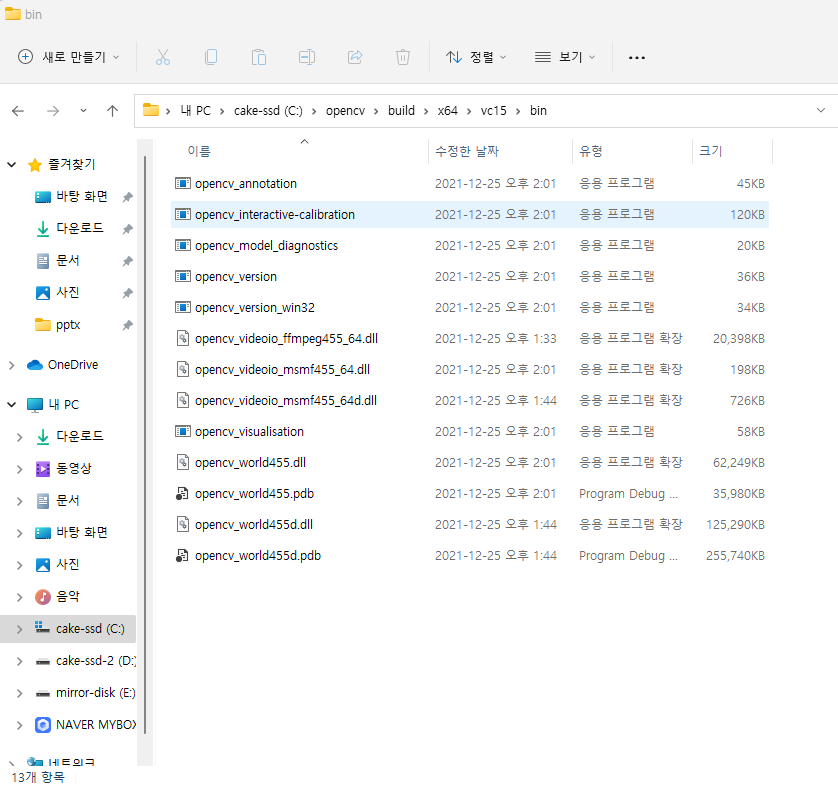 bin
새로 만들기 정렬 보기
내 PC cake-ssd (C:) opencv build x64 vc15 bin
이름 수정한 날짜 유형 크기
즐겨찾기
바탕 화면
다운로드
문서
사진
pptx
OneDrive
내 PC
다운로드
동영상
문서
바탕 화면
사진
음악
cake-ssd (C:)
cake-ssd-2 (D:)
mirror-disk (E:)
NAVER MYBOX
네트워크
opencv_annotation 2021-12-25 오후 2:01 응용 프로그램 45KB
opencv_interactive-calibration 2021-12-25 오후 2:01 응용 프로그램 120KB
opencv_model_diagnostics 2021-12-25 오후 2:01 응용 프로그램 20KB
opencv_version 2021-12-25 오후 2:01 응용 프로그램 36KB
opencv_version_win32 2021-12-25 오후 2:01 응용 프로그램 34KB
opencv_videoio_ffmpeg455_64.dll 2021-12-25 오후 1:33 응용 프로그램 확장 20,398KB
opencv_videoio_msmf455_64.dll 2021-12-25 오후 2:01 응용 프로그램 확장 198KB
opencv_videoio_msmf455_64d.dll 2021-12-25 오후 1:44 응용 프로그램 확장 726KB
opencv_visualisation 2021-12-25 오후 2:01 응용 프로그램 58KB
opencv_world455.dll 2021-12-25 오후 2:01 응용 프로그램 확장 62,249KB
opencv_world455.pdb 2021-12-25 오후 2:01 Program Debug ... 35,980KB
opencv_world455d.dll 2021-12-25 오후 1:44 응용 프로그램 확장 125,290KB
opencv_world455d.pdb 2021-12-25 오후 1:44 Program Debug ... 255,740KB
13개 항목